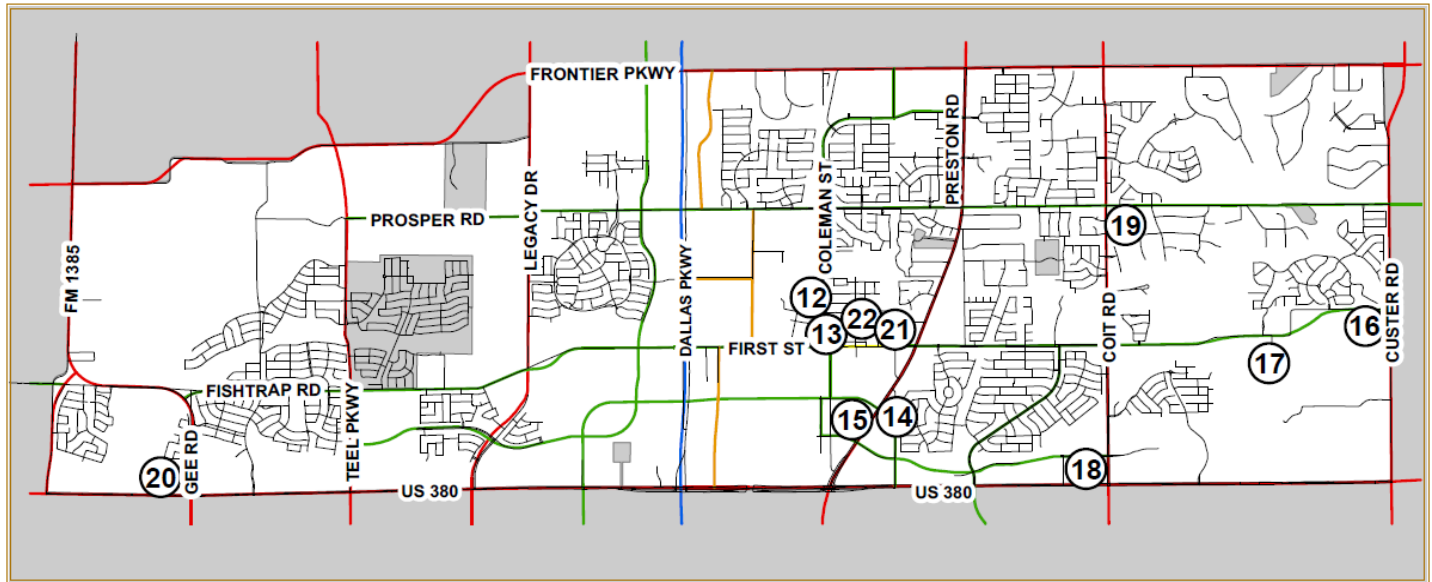 FRONTIER PKWY
PRESTON RD
COLEMAN ST
LEGACY DR
PROSPER RD
19
FM 1385
DALLAS PKWY
12
22
21
13
COIT RD
CUSTER RD
16
FIRST ST
17
FISHTRAP RD
TEEL PKWY
15
14
GEE RD
20
18
US 380
US 380